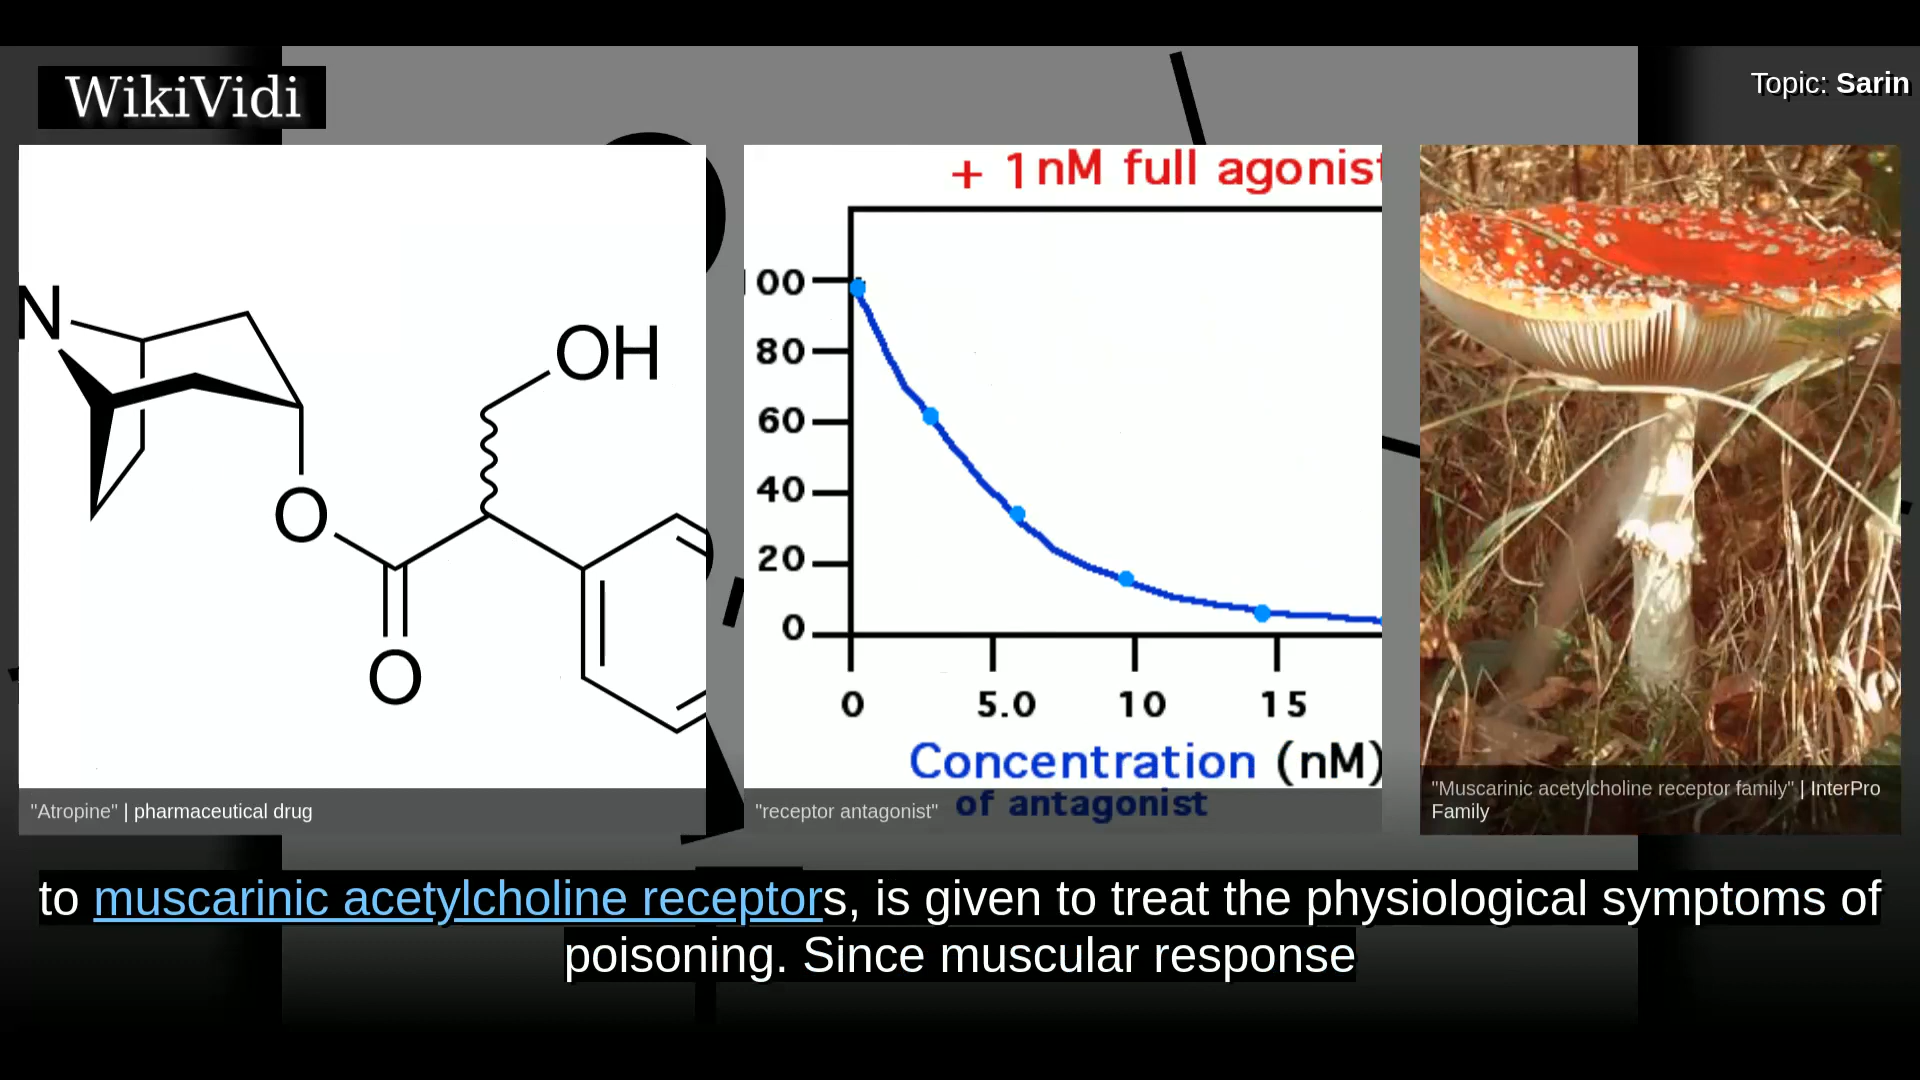 WikiVidi
Topic: Sarin
N
OH
O
O
+ 1nM full agonist
00
80
60
40
20
0
0 5.0 10 15
Concentration (nM)
of antagonist
"Atropine" | pharmaceutical drug
"receptor antagonist"
"Muscarinic acetylcholine receptor family" | InterPro
Family
to muscarinic acetylcholine receptors, is given to treat the physiological symptoms of
poisoning. Since muscular response